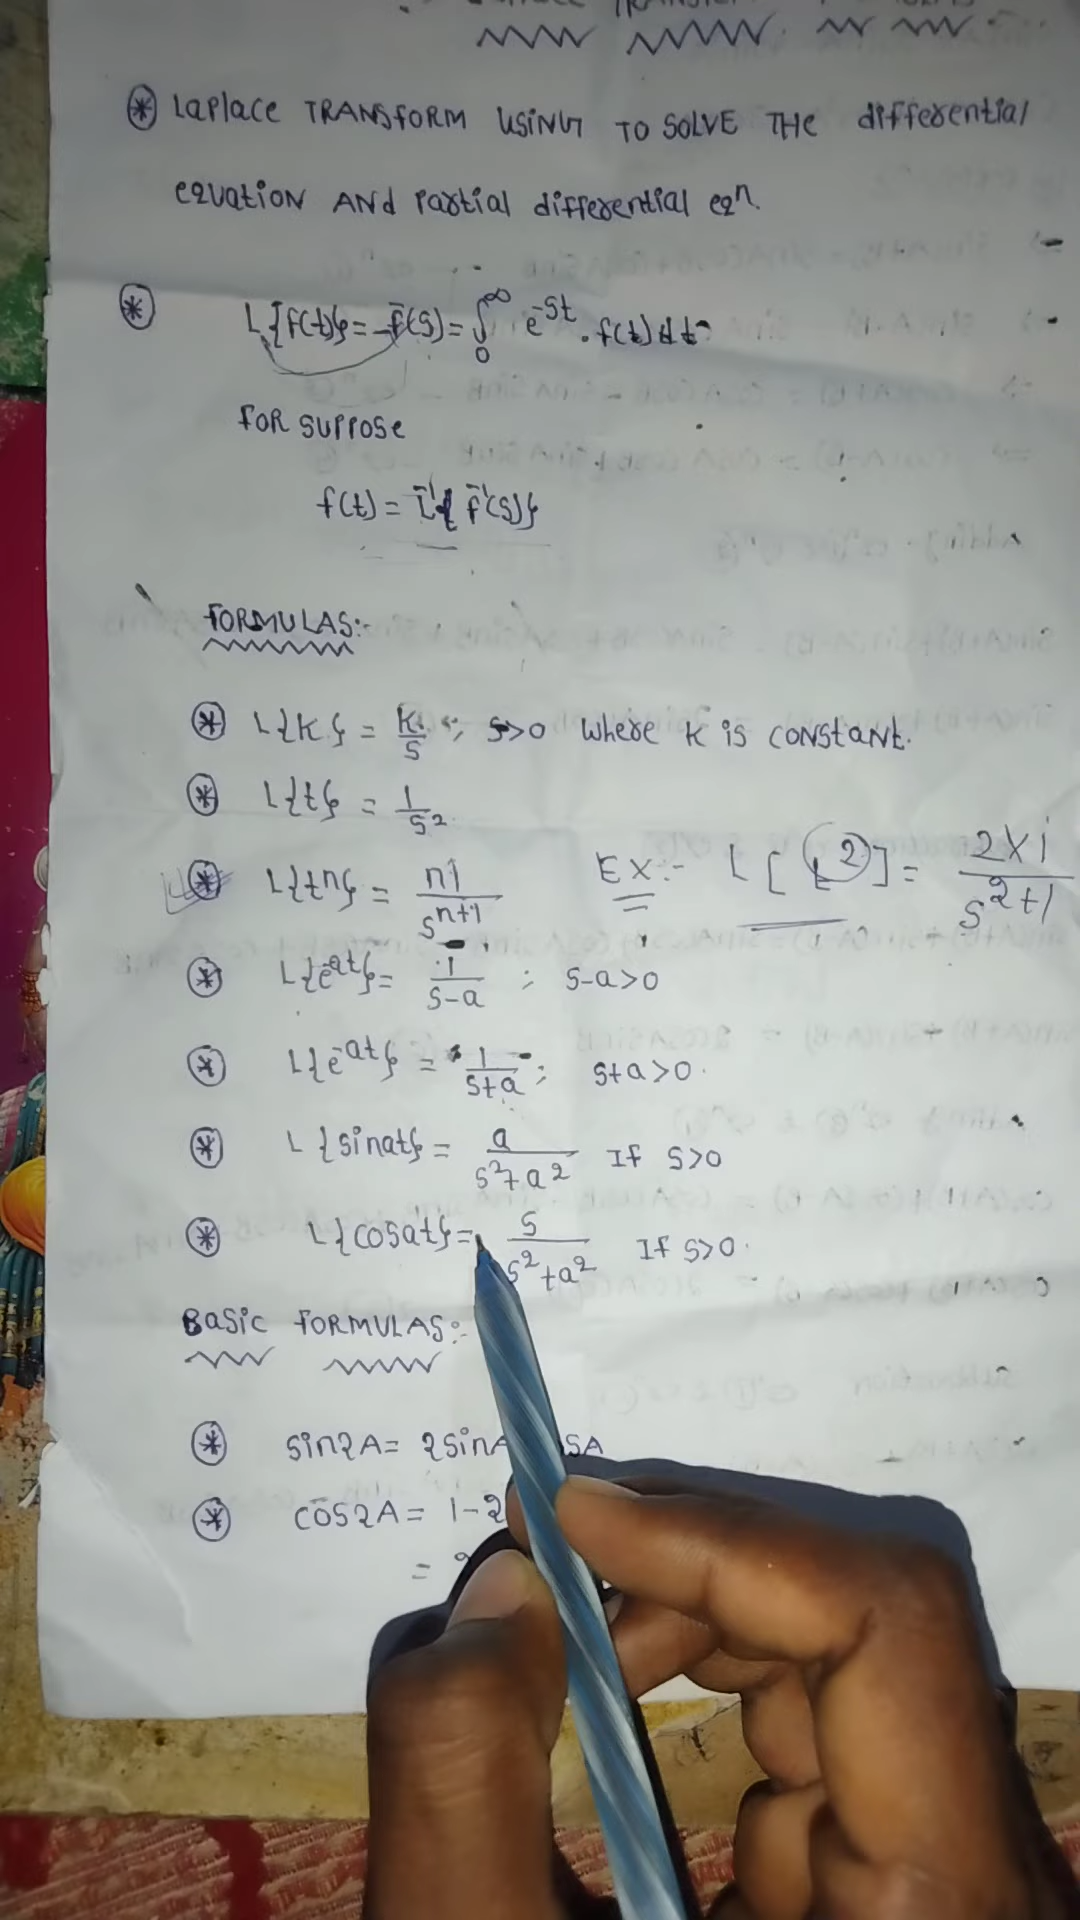 * Laplace TRANSFORM USING TO SOLVE THE differential
equation AND Partial differential eqn.
* L{f(t)} = f̄(s) = ∫₀^∞ e^-st . f(t) dt
FOR SUPPOSE
f(t) = L⁻¹{f̄(s)}
FORMULAS:-
* L{K} = K/s ; s>0 where K is CONSTANT.
* L{t} = 1/s²
* L{tⁿ} = n!/s^(n+1) Ex:- L[t²] = 2×1/s^(2+1)
* L{e^at} = 1/(s-a) ; s-a>0
* L{e^-at} = 1/(s+a) ; s+a>0.
* L{sinat} = a/(s²+a²) If s>0
* L{cosat} = s/(s²+a²) If s>0.
BASIC FORMULAS:-
* sin2A = 2sinA
* cos2A = 1-2
=